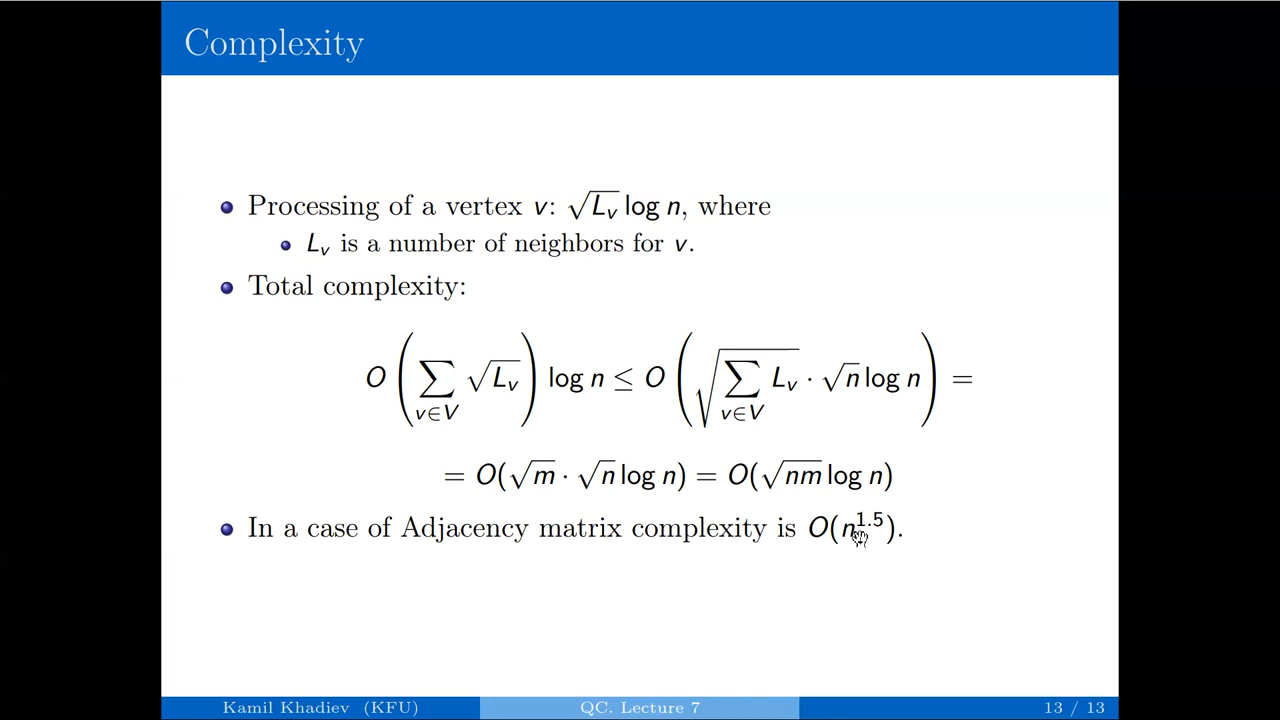 Complexity
Processing of a vertex v: √L_v log n, where
L_v is a number of neighbors for v.
Total complexity:
O(∑_{v∈V} √L_v) log n ≤ O(√(∑_{v∈V} L_v) · √n log n) =
= O(√m · √n log n) = O(√nm log n)
In a case of Adjacency matrix complexity is O(n^1.5).
Kamil Khadiev (KFU) QC. Lecture 7 13 / 13